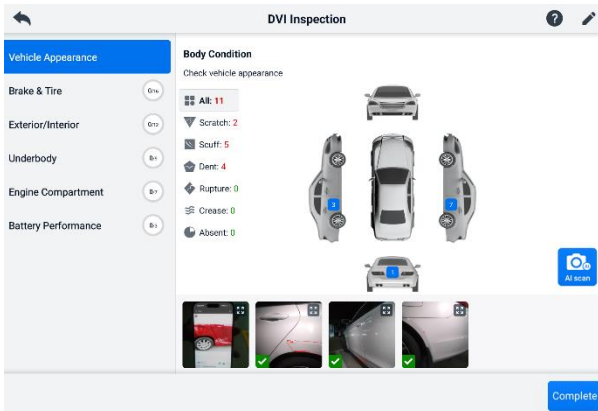 DVI Inspection
Vehicle Appearance
Brake & Tire
Exterior/Interior
Underbody
Engine Compartment
Battery Performance
Body Condition
Check vehicle appearance
All: 11
Scratch: 2
Scuff: 5
Dent: 4
Rupture: 0
Crease: 0
Absent: 0
3
7
1
AI scan
Complete